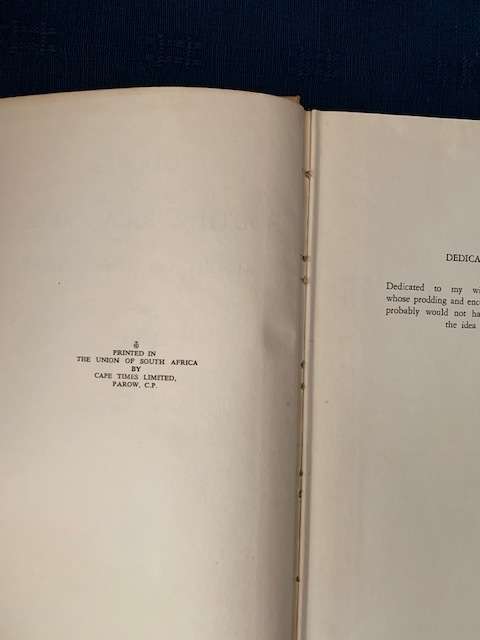 PRINTED IN
THE UNION OF SOUTH AFRICA
BY
CAPE TIMES LIMITED,
PAROW, C.P.
DEDICA
Dedicated to my w
whose prodding and enc
probably would not ha
the idea